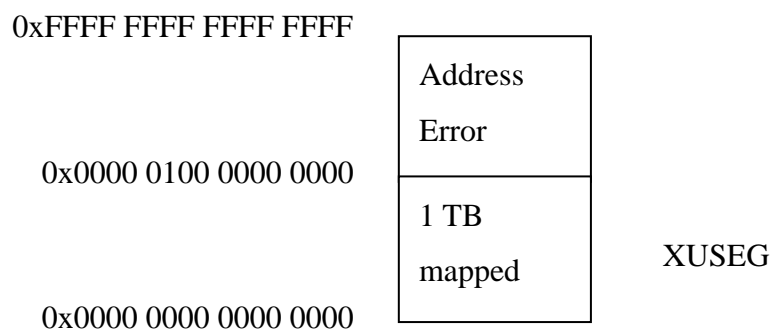 0xFFFF FFFF FFFF FFFF
Address
Error
0x0000 0100 0000 0000
1 TB
mapped
XUSEG
0x0000 0000 0000 0000